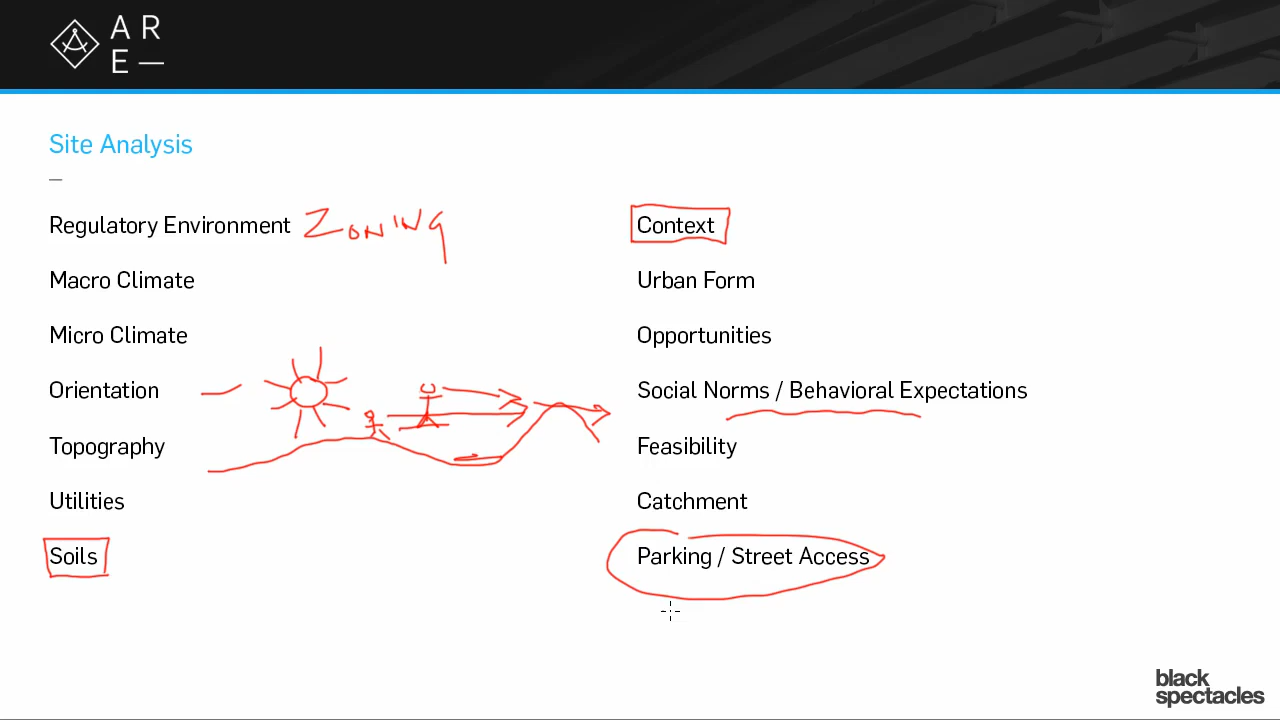 A R
E —
Site Analysis
—
Regulatory Environment ZONING
Macro Climate
Micro Climate
Orientation
Topography
Utilities
Soils
Context
Urban Form
Opportunities
Social Norms / Behavioral Expectations
Feasibility
Catchment
Parking / Street Access
black
spectacles